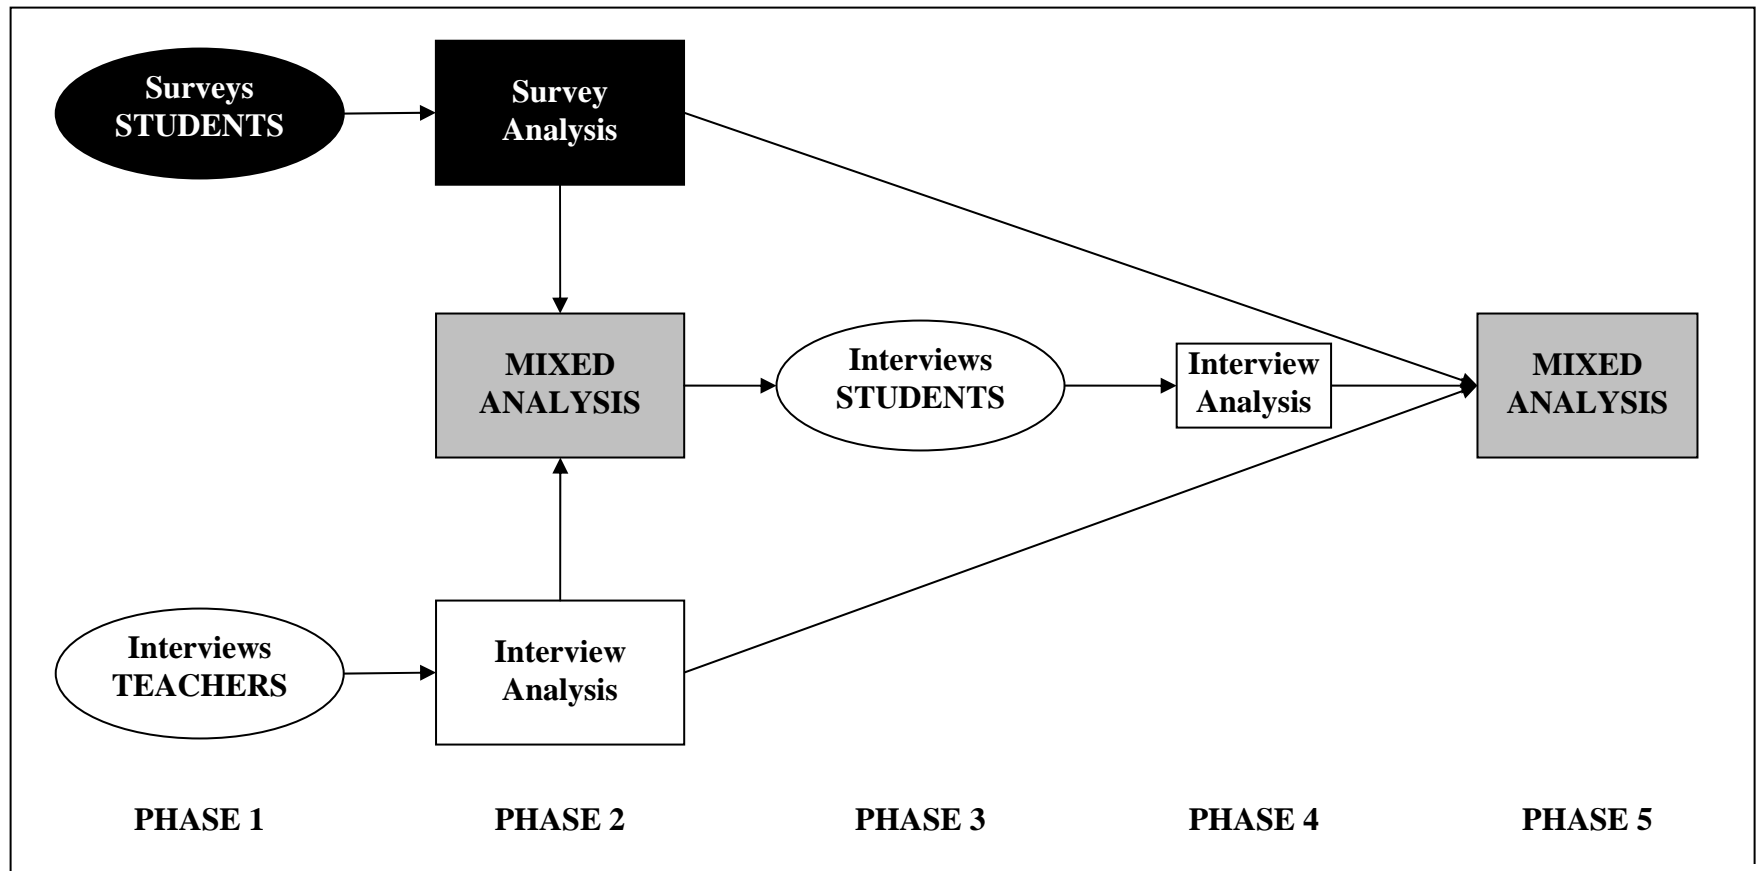 Surveys
STUDENTS
Survey
Analysis
MIXED
ANALYSIS
Interviews
STUDENTS
Interview
Analysis
MIXED
ANALYSIS
Interviews
TEACHERS
Interview
Analysis
PHASE 1
PHASE 2
PHASE 3
PHASE 4
PHASE 5